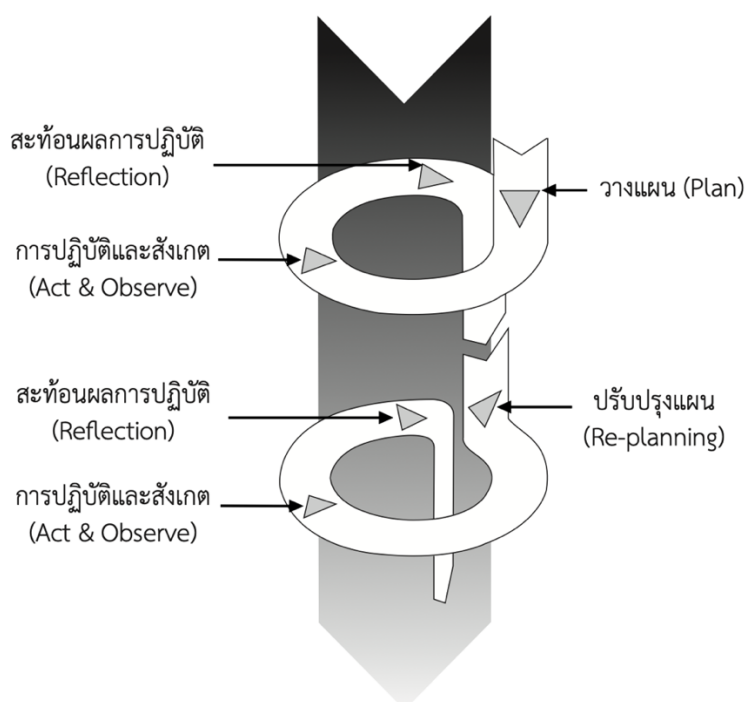 สะท้อนผลการปฏิบัติ
(Reflection)
วางแผน (Plan)
การปฏิบัติและสังเกต
(Act & Observe)
สะท้อนผลการปฏิบัติ
(Reflection)
ปรับปรุงแผน
(Re-planning)
การปฏิบัติและสังเกต
(Act & Observe)